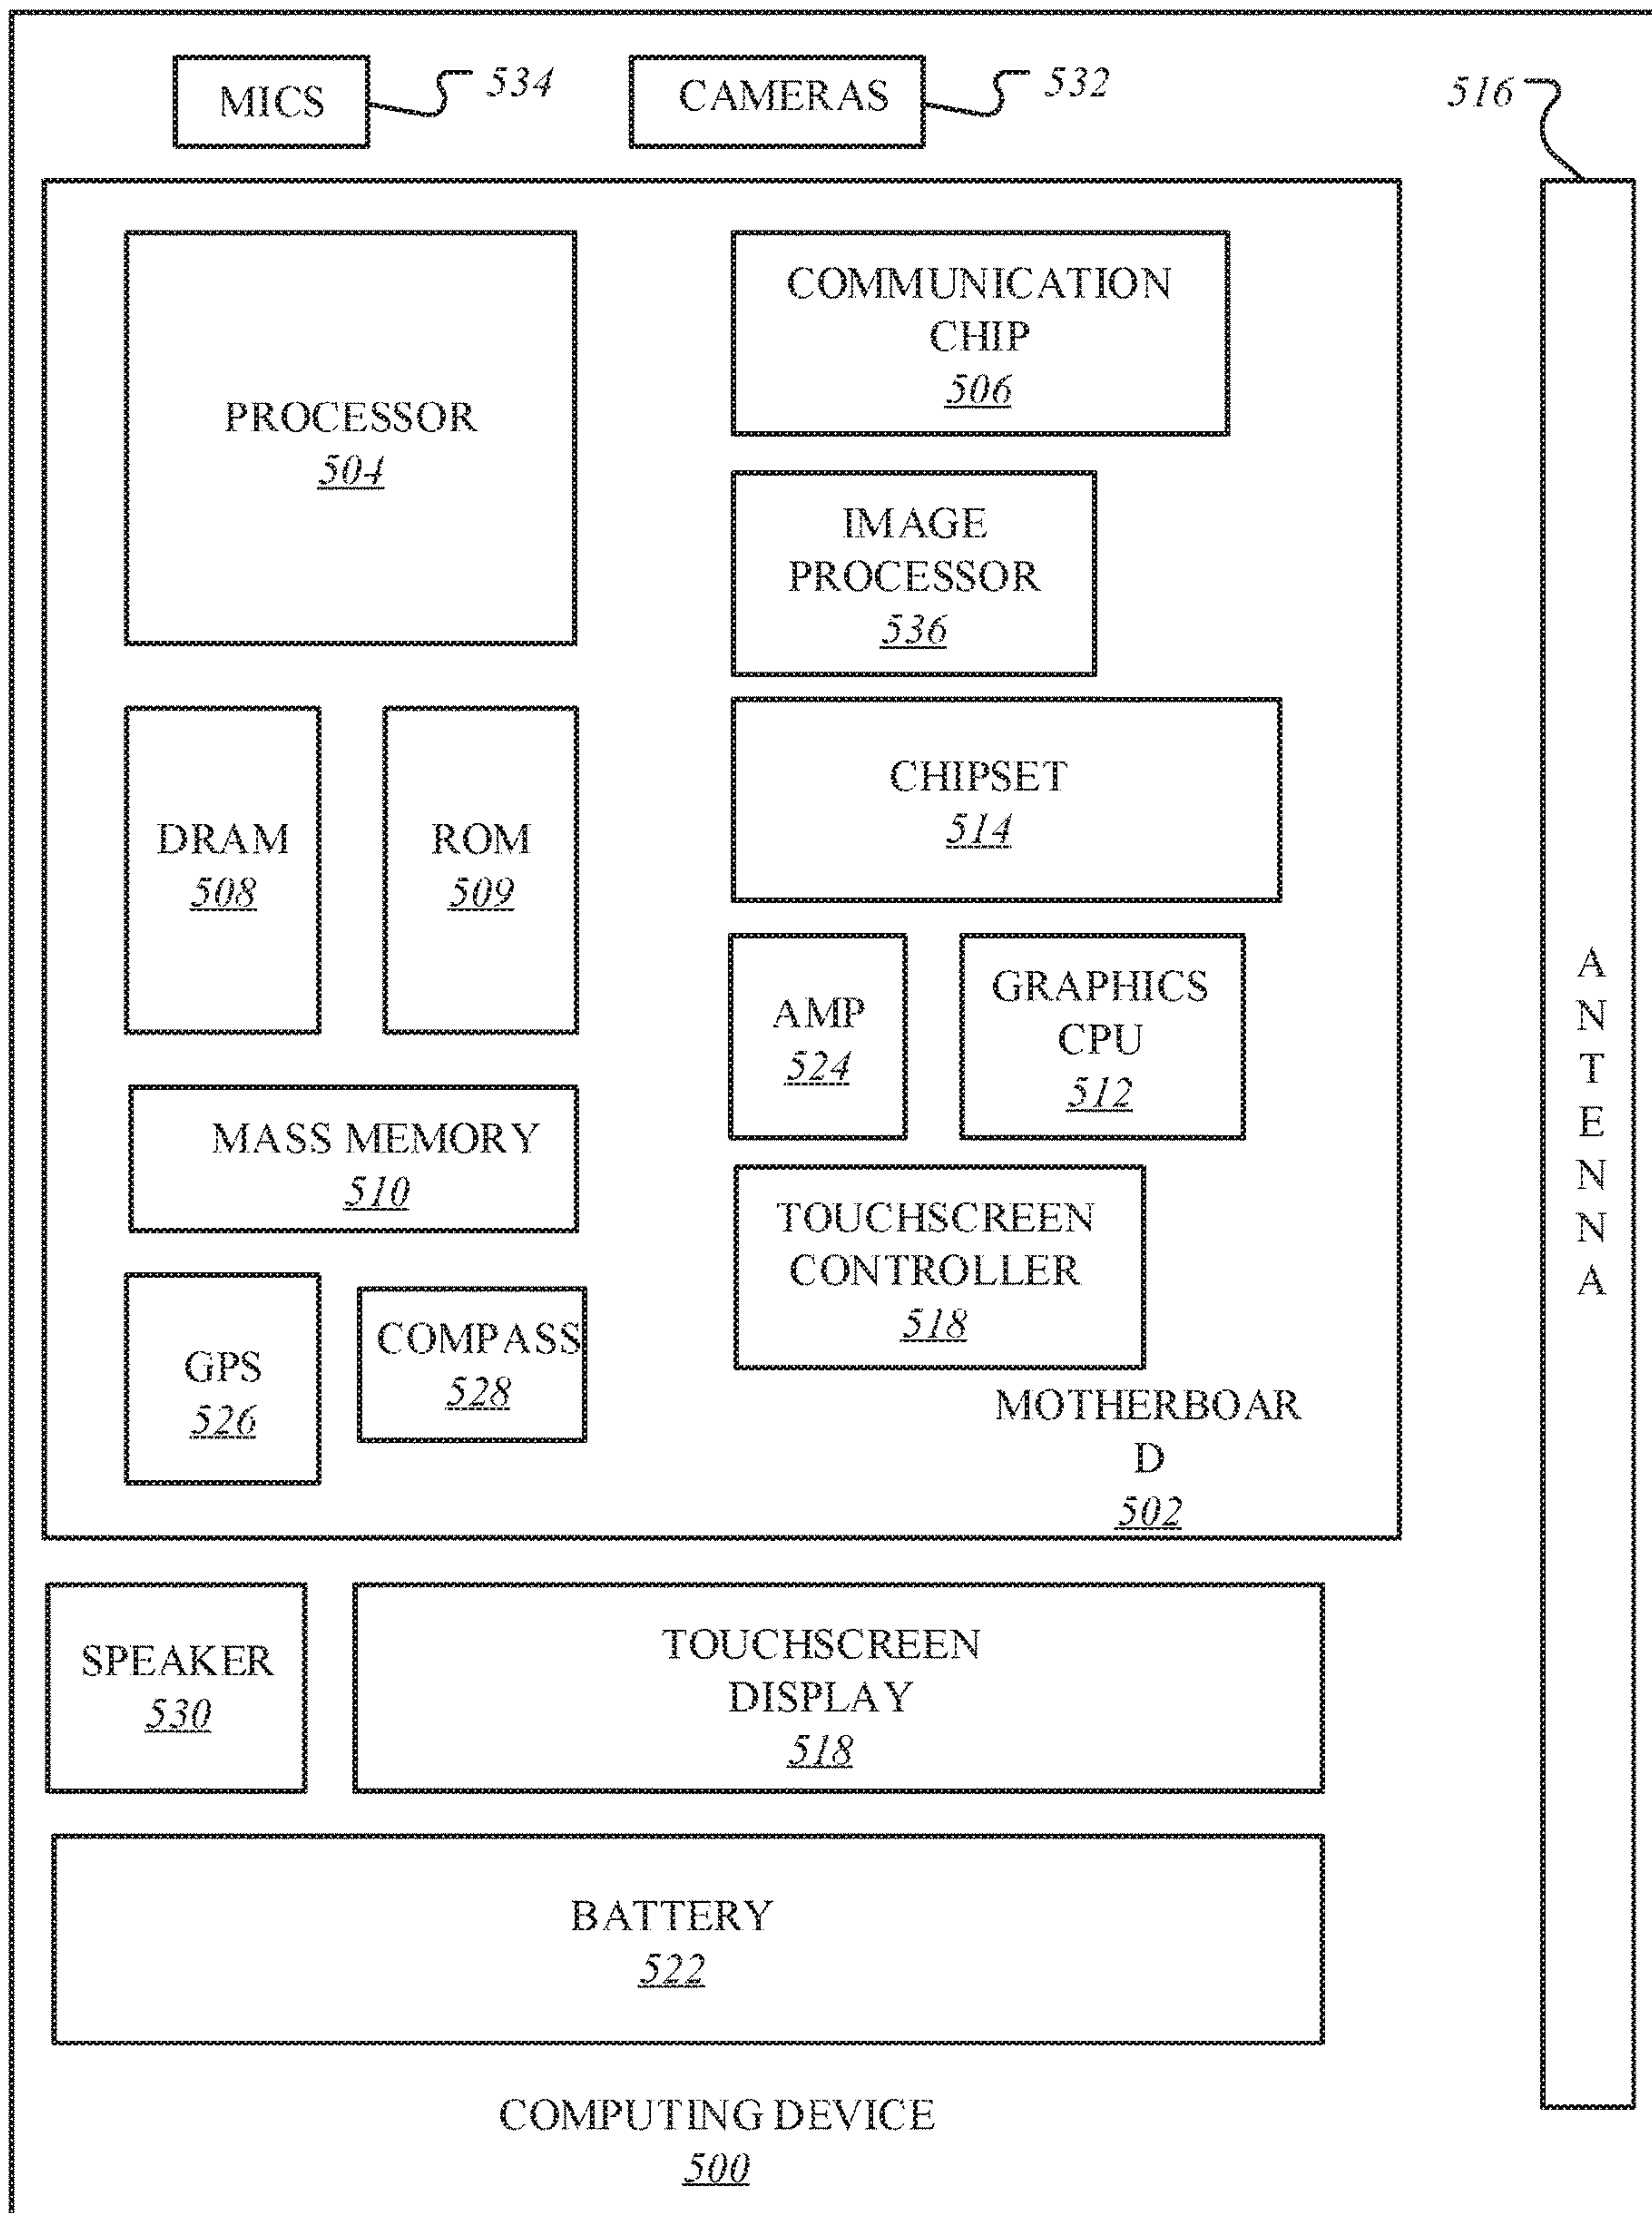 MICS
534
CAMERAS
532
516
PROCESSOR
504
COMMUNICATION
CHIP
506
IMAGE
PROCESSOR
536
DRAM
508
ROM
509
CHIPSET
514
AMP
524
GRAPHICS
CPU
512
MASS MEMORY
510
TOUCHSCREEN
CONTROLLER
518
GPS
526
COMPASS
528
MOTHERBOAR
D
502
A
N
T
E
N
N
A
SPEAKER
530
TOUCHSCREEN
DISPLAY
518
BATTERY
522
COMPUTING DEVICE
500